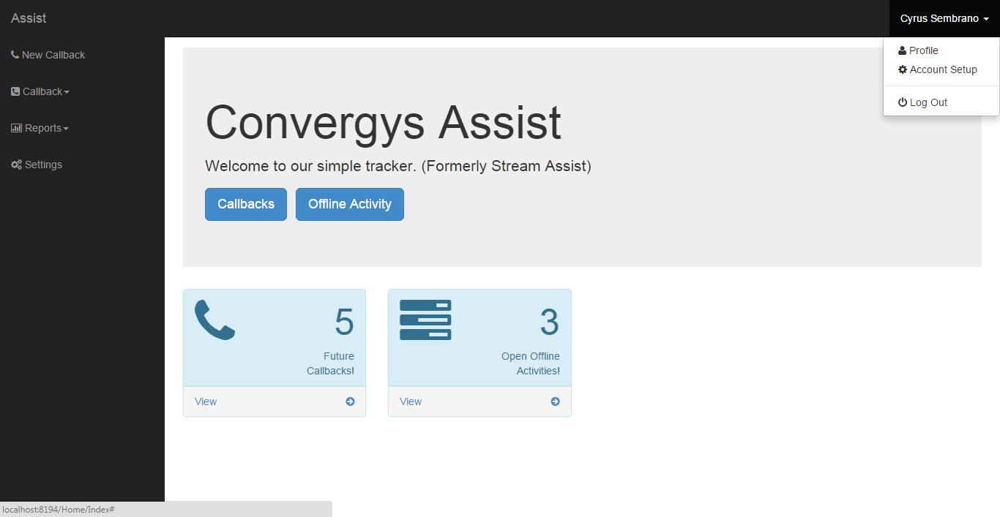 Assist
Cyrus Sembrano
Profile
Account Setup
Log Out
New Callback
Callback
Reports
Settings
Convergys Assist
Welcome to our simple tracker. (Formerly Stream Assist)
Callbacks
Offline Activity
5
Future
Callbacks!
View
3
Open Offline
Activities!
View
localhost:8194/Home/Index#